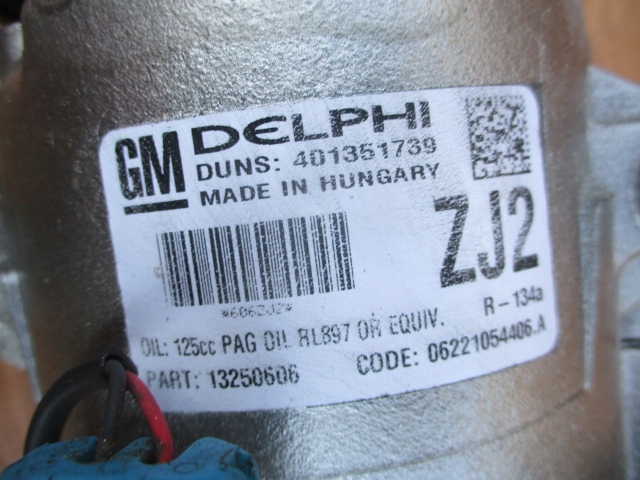 GM DELPHI
DUNS: 401351739
MADE IN HUNGARY
ZJ2
*606ZJ2*
R-134a
OIL: 125cc PAG OIL RL897 OR EQUIV.
PART: 13250606 CODE: 06221054406.A